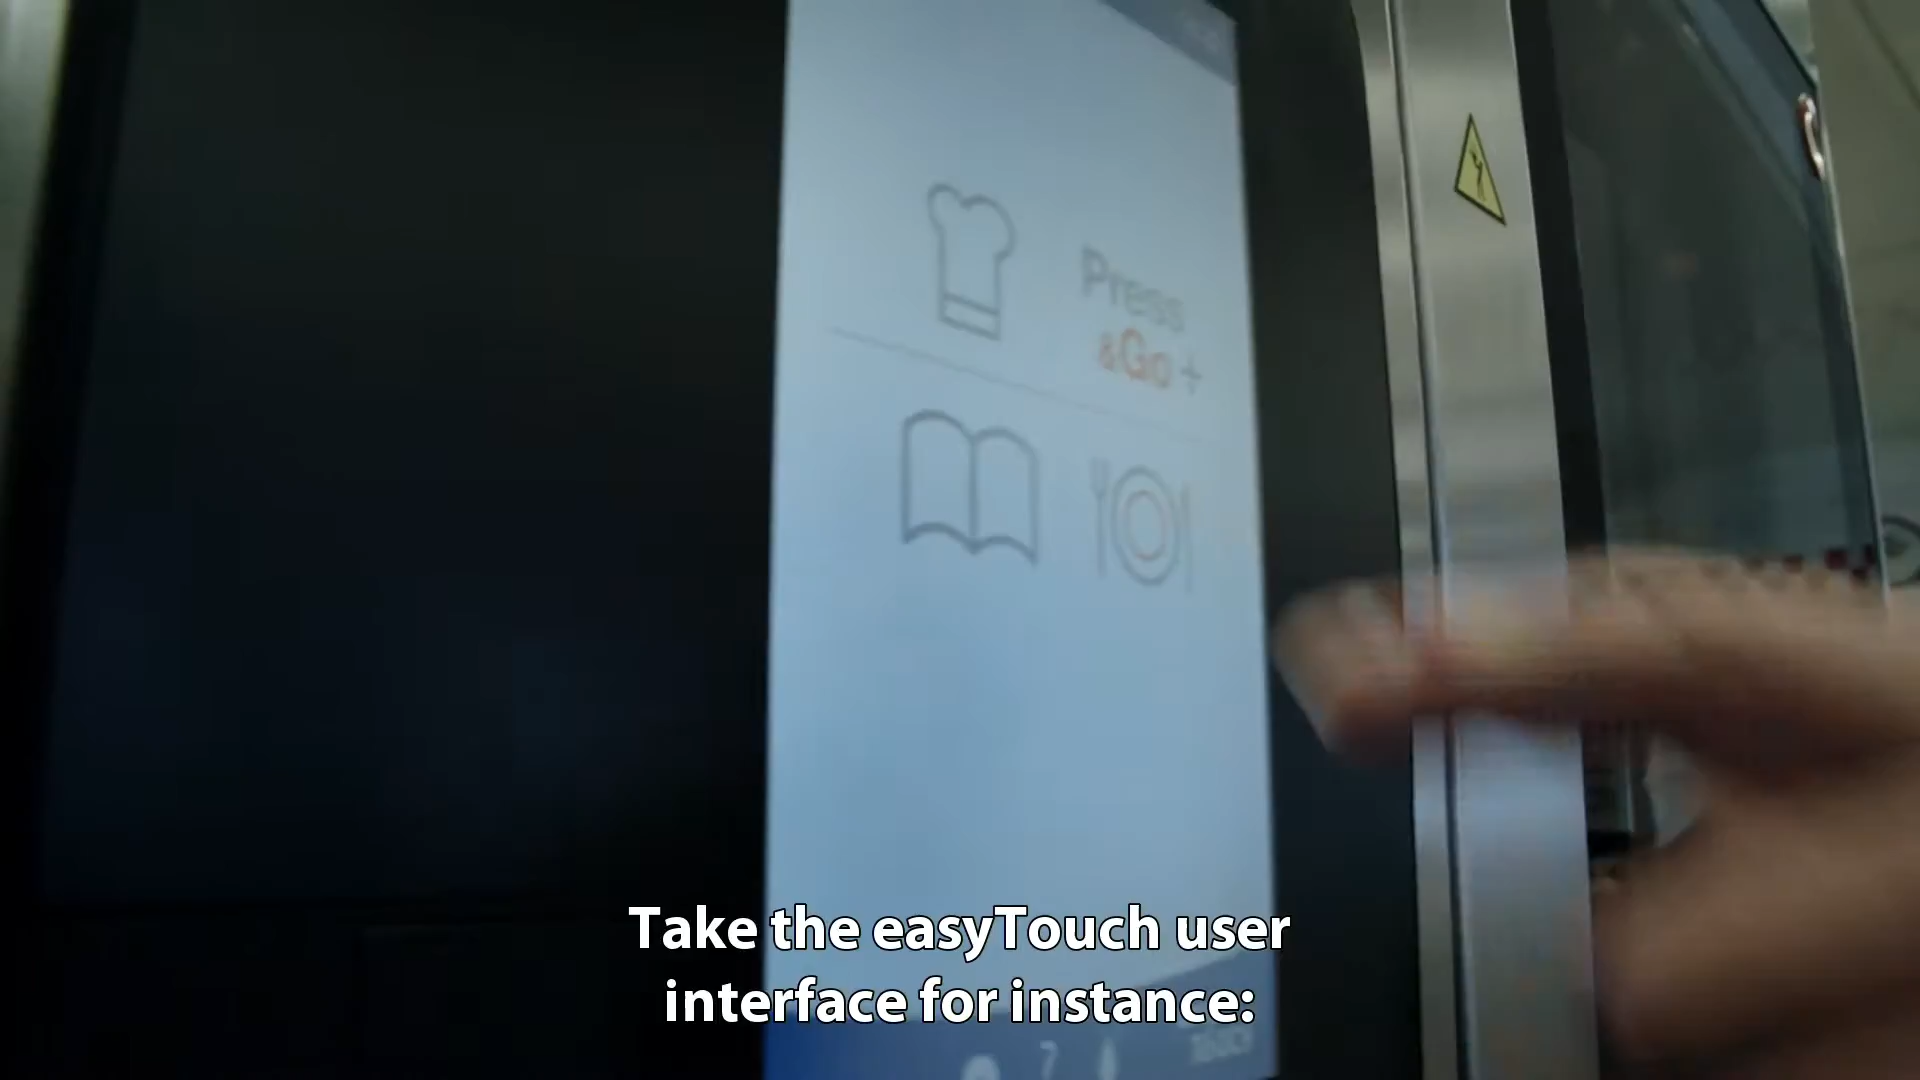 Press
&Go+
Take the easyTouch user
interface for instance: